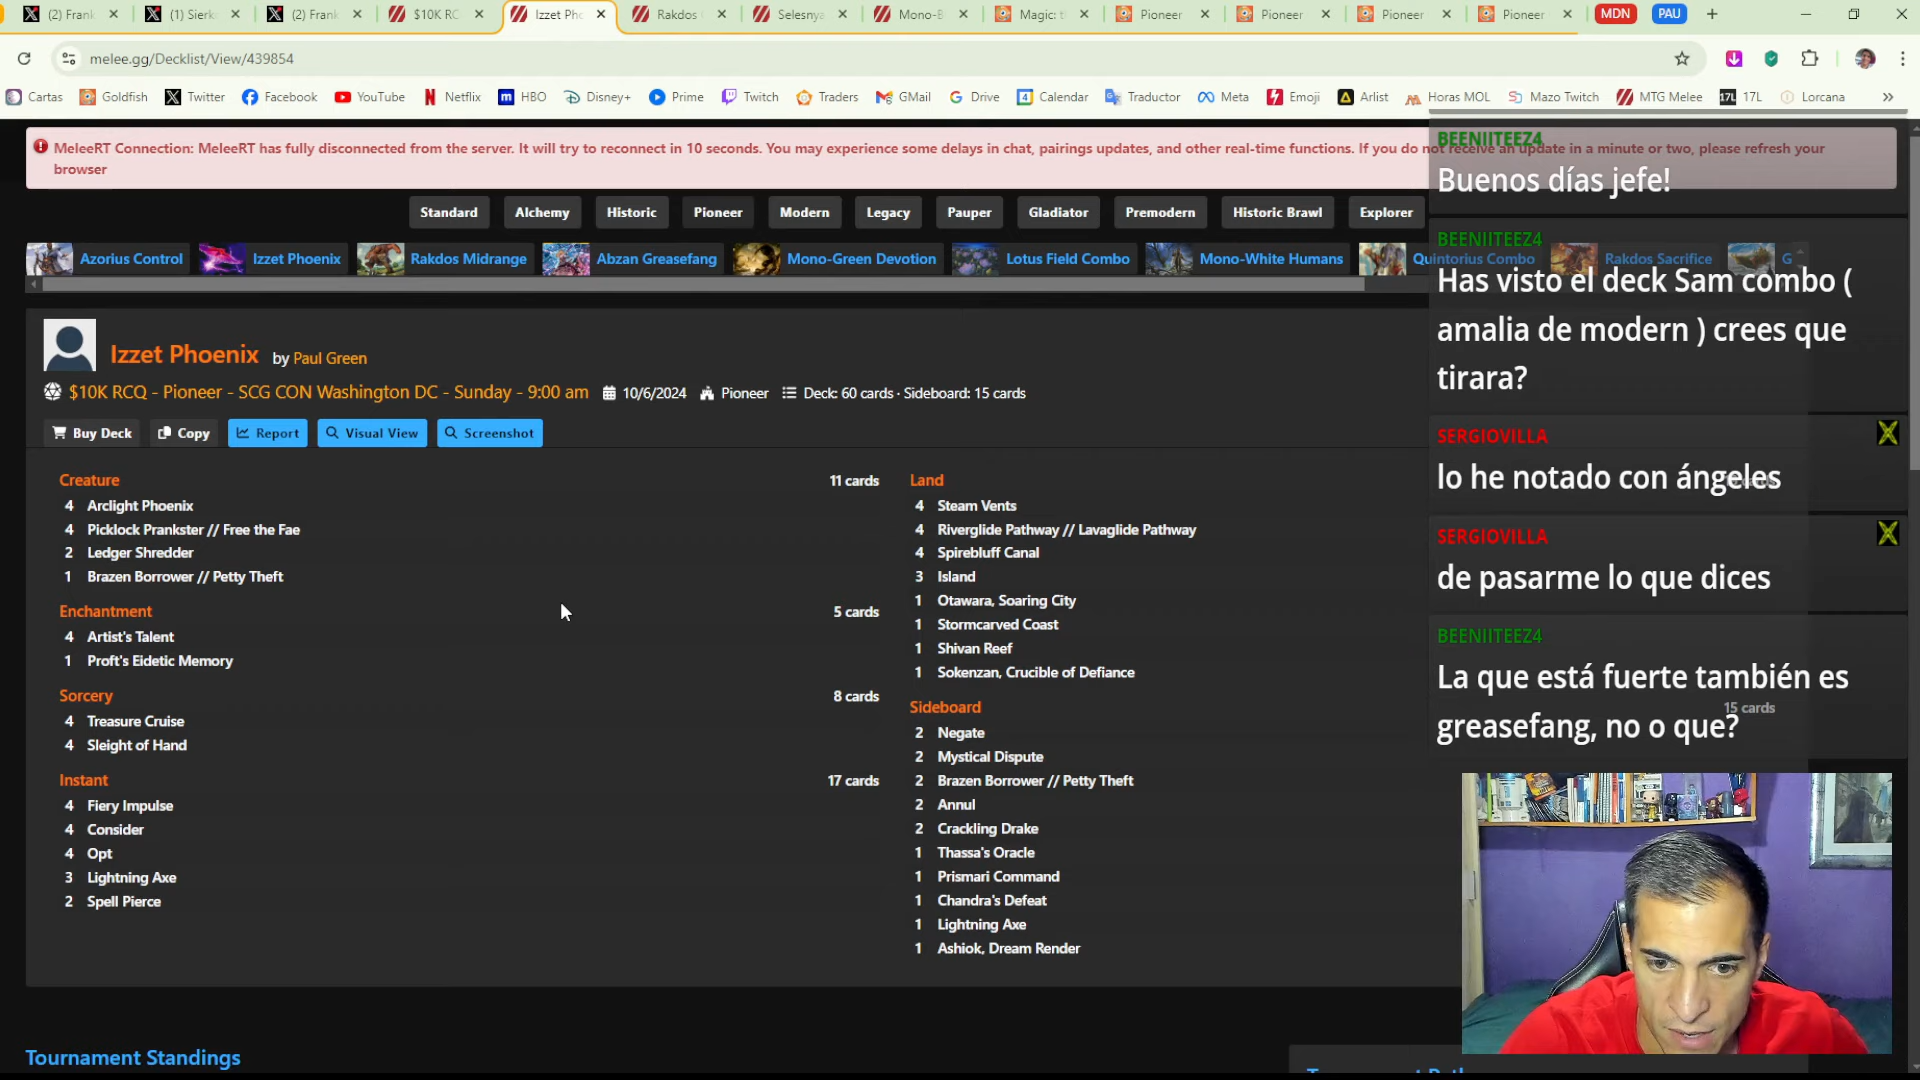 (2) Frank
(1) Sierk
(2) Frank
$10K RC
Izzet Pho
Rakdos
Selesnya
Mono-B
Magic: t
Pioneer
Pioneer
Pioneer
Pioneer
MDN
PAU
melee.gg/Decklist/View/439854
Cartas
Goldfish
Twitter
Facebook
YouTube
Netflix
HBO
Disney+
Prime
Twitch
Traders
GMail
Drive
Calendar
Traductor
Meta
Emoji
Arlist
Horas MOL
Mazo Twitch
MTG Melee
17L
Lorcana
MeleeRT Connection: MeleeRT has fully disconnected from the server. It will try to reconnect in 10 seconds. You may experience some delays in chat, pairings updates, and other real-time functions. If you do not receive an update in a minute or two, please refresh your
browser
Standard
Alchemy
Historic
Pioneer
Modern
Legacy
Pauper
Gladiator
Premodern
Historic Brawl
Explorer
Azorius Control
Izzet Phoenix
Rakdos Midrange
Abzan Greasefang
Mono-Green Devotion
Lotus Field Combo
Mono-White Humans
Quintorius Combo
Rakdos Sacrifice
G
Izzet Phoenix by Paul Green
$10K RCQ - Pioneer - SCG CON Washington DC - Sunday - 9:00 am
10/6/2024
Pioneer
Deck: 60 cards · Sideboard: 15 cards
Buy Deck
Copy
Report
Visual View
Screenshot
Creature 11 cards
4 Arclight Phoenix
4 Picklock Prankster // Free the Fae
2 Ledger Shredder
1 Brazen Borrower // Petty Theft
Enchantment 5 cards
4 Artist's Talent
1 Proft's Eidetic Memory
Sorcery 8 cards
4 Treasure Cruise
4 Sleight of Hand
Instant 17 cards
4 Fiery Impulse
4 Consider
4 Opt
3 Lightning Axe
2 Spell Pierce
Land
4 Steam Vents
4 Riverglide Pathway // Lavaglide Pathway
4 Spirebluff Canal
3 Island
1 Otawara, Soaring City
1 Stormcarved Coast
1 Shivan Reef
1 Sokenzan, Crucible of Defiance
Sideboard 15 cards
2 Negate
2 Mystical Dispute
2 Brazen Borrower // Petty Theft
2 Annul
2 Crackling Drake
1 Thassa's Oracle
1 Prismari Command
1 Chandra's Defeat
1 Lightning Axe
1 Ashiok, Dream Render
Tournament Standings
BEENIITEEZ4
Buenos días jefe!
BEENIITEEZ4
Has visto el deck Sam combo (
amalia de modern ) crees que
tirara?
SERGIOVILLA
lo he notado con ángeles
SERGIOVILLA
de pasarme lo que dices
BEENIITEEZ4
La que está fuerte también es
greasefang, no o que?